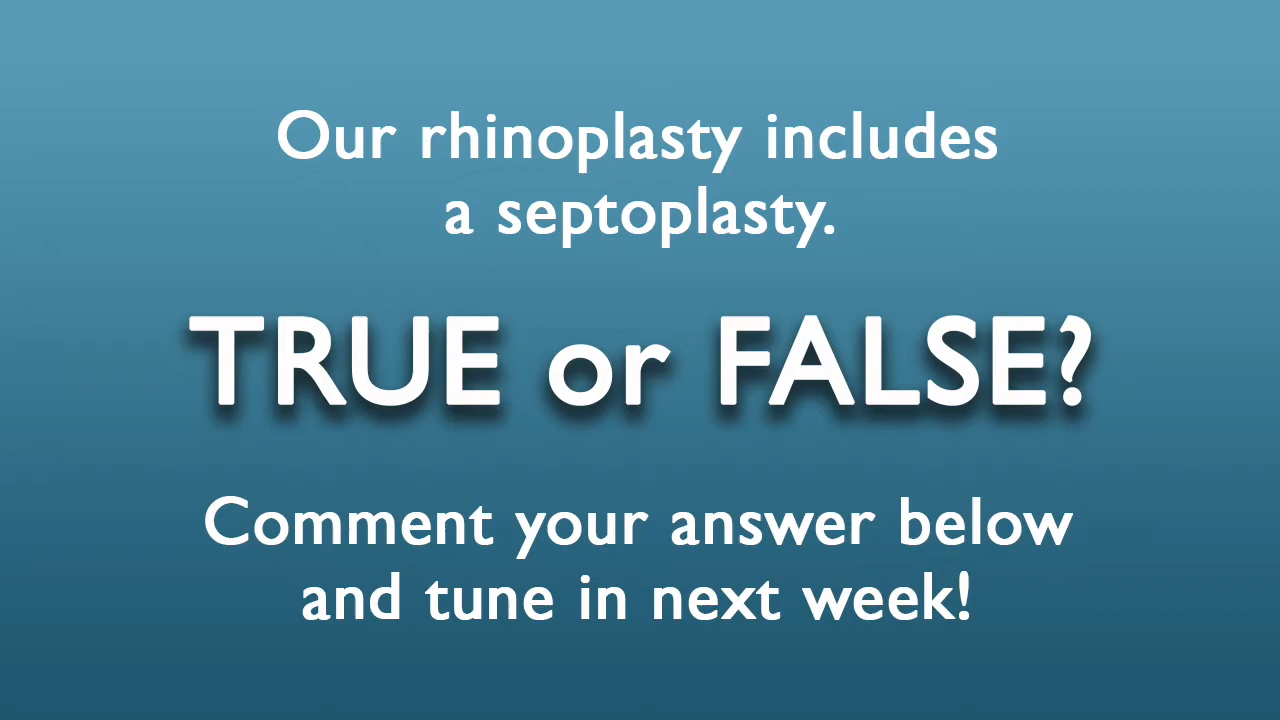 Our rhinoplasty includes
a septoplasty.
TRUE or FALSE?
Comment your answer below
and tune in next week!